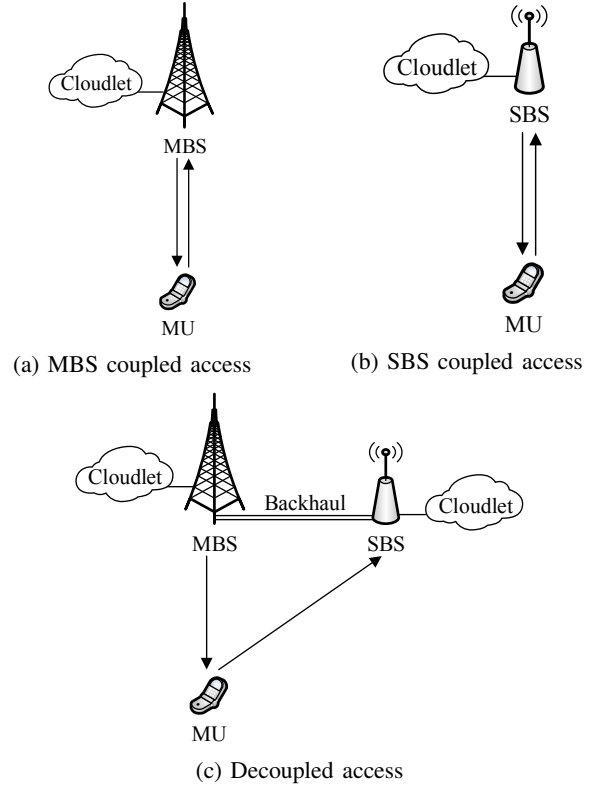 Cloudlet
MBS
MU
(a) MBS coupled access
Cloudlet
SBS
MU
(b) SBS coupled access
Cloudlet
Backhaul
Cloudlet
MBS
SBS
MU
(c) Decoupled access